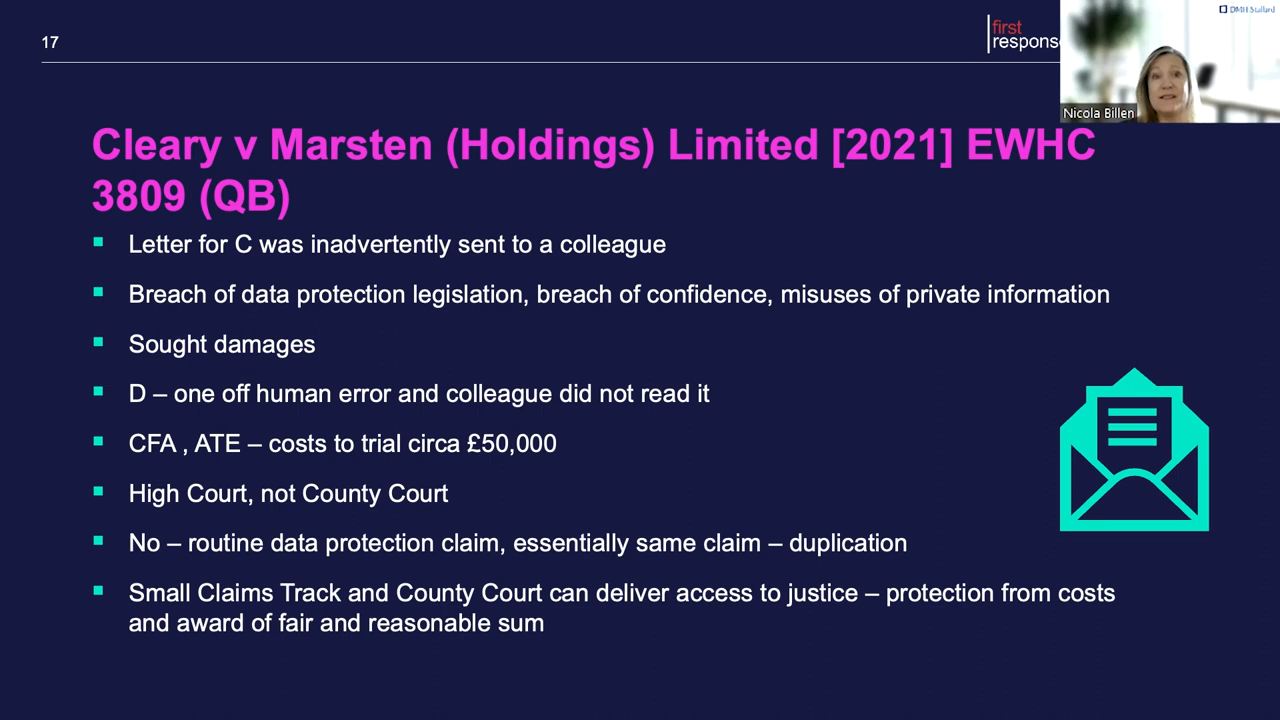 17
first
response
DMH Stallard
Nicola Billen
Cleary v Marsten (Holdings) Limited [2021] EWHC
3809 (QB)
Letter for C was inadvertently sent to a colleague
Breach of data protection legislation, breach of confidence, misuses of private information
Sought damages
D – one off human error and colleague did not read it
CFA , ATE – costs to trial circa £50,000
High Court, not County Court
No – routine data protection claim, essentially same claim – duplication
Small Claims Track and County Court can deliver access to justice – protection from costs
and award of fair and reasonable sum